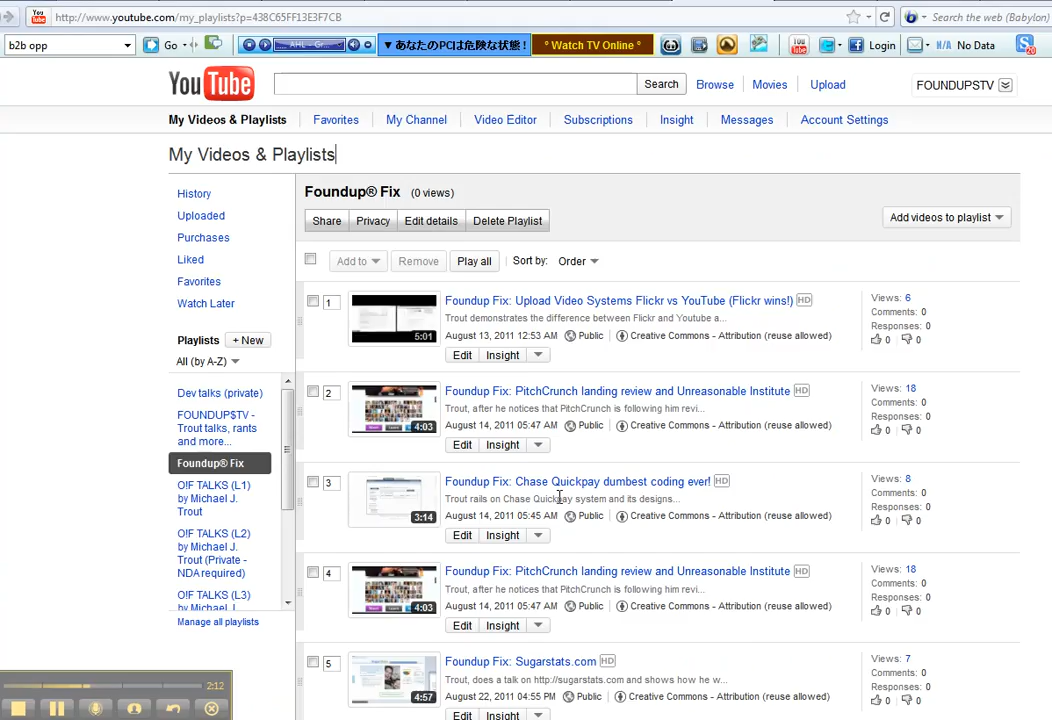 http://www.youtube.com/my_playlists?p=438C65FF13E3F7CB
Search the web (Babylon)
b2b opp
Go
AHL - Gr...
▼あなたのPCは危険な状態!
° Watch TV Online °
You Tube
Login
N/A No Data
20
YouTube
Search
Browse
Movies
Upload
FOUNDUPSTV
My Videos & Playlists
Favorites
My Channel
Video Editor
Subscriptions
Insight
Messages
Account Settings
My Videos & Playlists
History
Uploaded
Purchases
Liked
Favorites
Watch Later
Playlists
+ New
All (by A-Z)
Dev talks (private)
FOUNDUP$TV -
Trout talks, rants
and more...
Foundup® Fix
O!F TALKS (L1)
by Michael J.
Trout
O!F TALKS (L2)
by Michael J.
Trout (Private -
NDA required)
O!F TALKS (L3)
by Michael J.
Manage all playlists
Foundup® Fix (0 views)
Share
Privacy
Edit details
Delete Playlist
Add videos to playlist
Add to
Remove
Play all
Sort by:
Order
1
5:01
Foundup Fix: Upload Video Systems Flickr vs YouTube (Flickr wins!) HD
Trout demonstrates the difference between Flickr and Youtube a...
August 13, 2011 12:53 AM Public | Creative Commons - Attribution (reuse allowed)
Edit
Insight
Views: 6
Comments: 0
Responses: 0
0 0
2
4:03
Foundup Fix: PitchCrunch landing review and Unreasonable Institute HD
Trout, after he notices that PitchCrunch is following him revi...
August 14, 2011 05:47 AM Public | Creative Commons - Attribution (reuse allowed)
Edit
Insight
Views: 18
Comments: 0
Responses: 0
0 0
3
3:14
Foundup Fix: Chase Quickpay dumbest coding ever! HD
Trout rails on Chase Quickpay system and its designs...
August 14, 2011 05:45 AM Public | Creative Commons - Attribution (reuse allowed)
Edit
Insight
Views: 8
Comments: 0
Responses: 0
0 0
4
4:03
Foundup Fix: PitchCrunch landing review and Unreasonable Institute HD
Trout, after he notices that PitchCrunch is following him revi...
August 14, 2011 05:47 AM Public | Creative Commons - Attribution (reuse allowed)
Edit
Insight
Views: 18
Comments: 0
Responses: 0
0 0
5
4:57
Foundup Fix: Sugarstats.com HD
Trout, does a talk on http://sugarstats.com and shows how he w...
August 22, 2011 04:55 PM Public | Creative Commons - Attribution (reuse allowed)
Edit
Insight
Views: 7
Comments: 0
Responses: 0
0 0
2:12